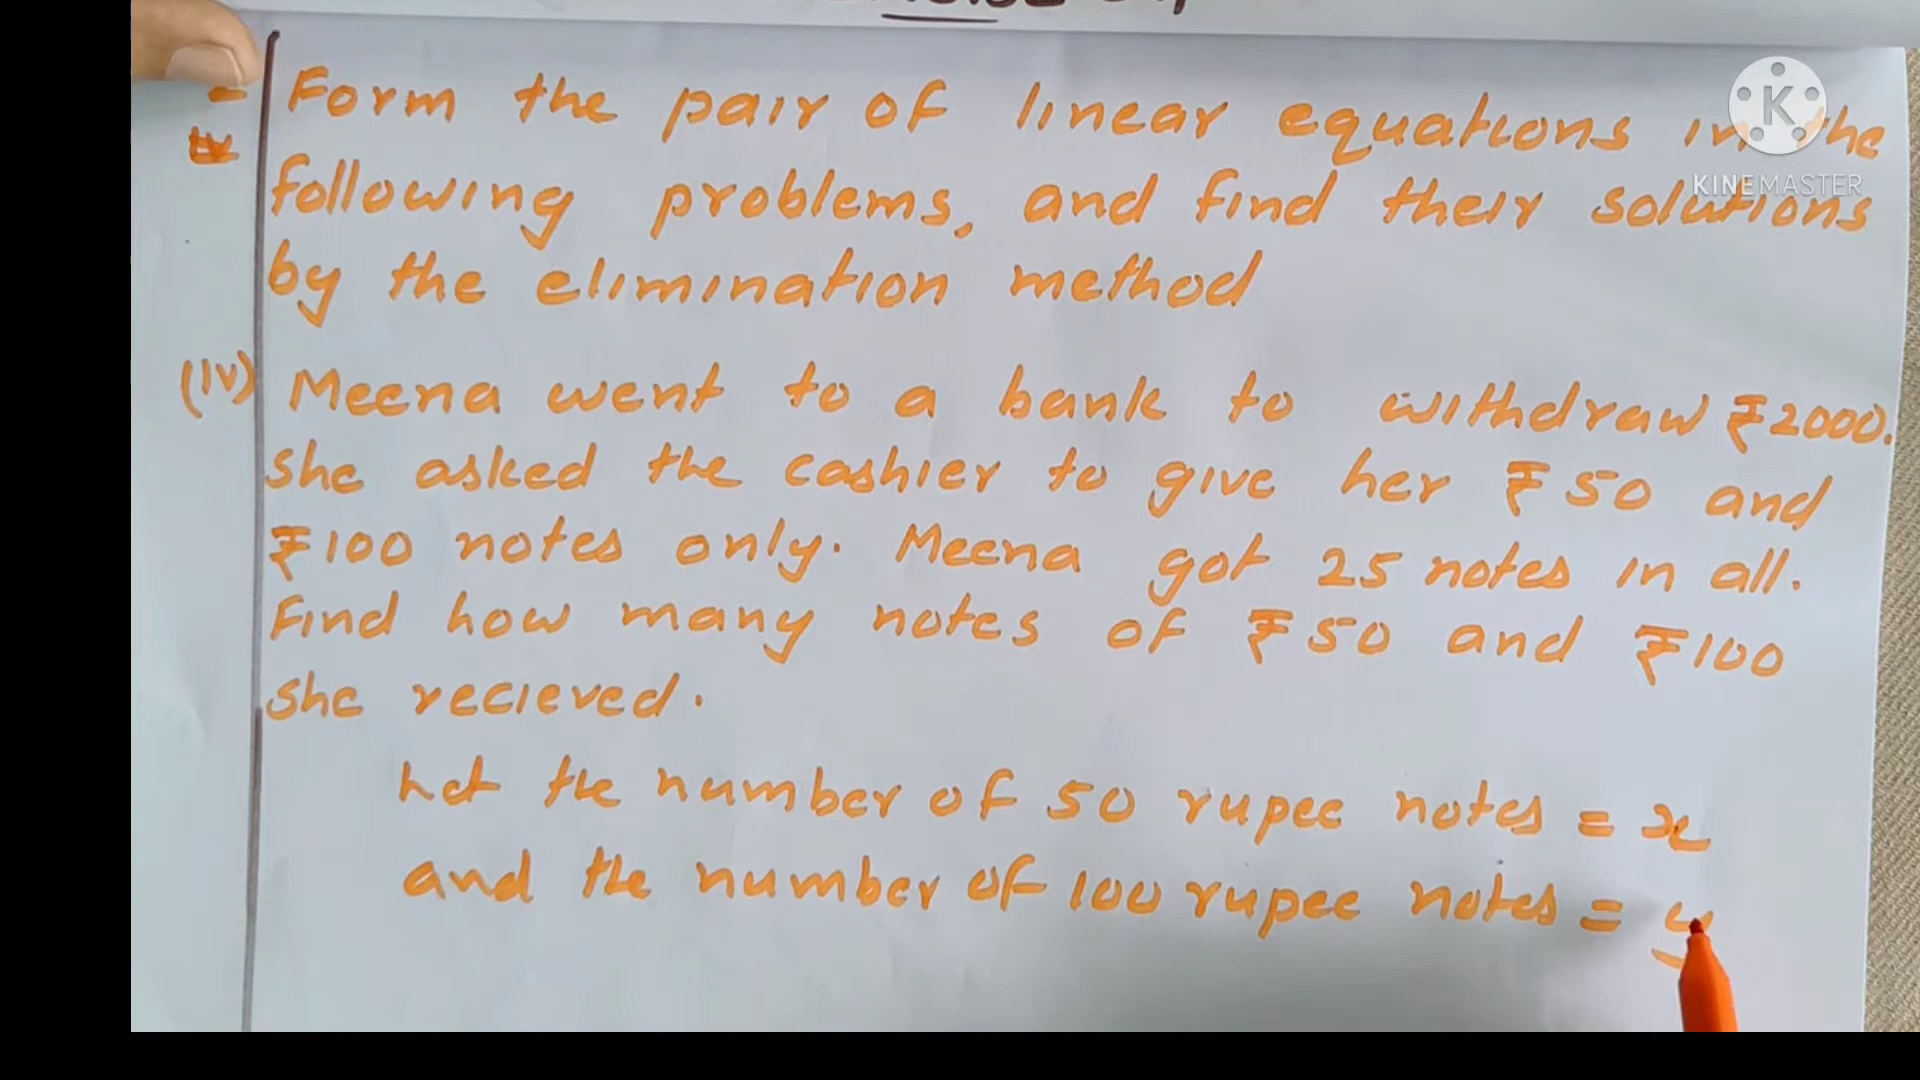 Form the pair of linear equations in the
KINEMASTER
following problems, and find their solutions
by the elimination method
(iv) Meena went to a bank to withdraw ₹2000.
She asked the cashier to give her ₹50 and
₹100 notes only. Meena got 25 notes in all.
Find how many notes of ₹50 and ₹100
she recieved.
Let the number of 50 rupee notes = x
and the number of 100 rupee notes = y